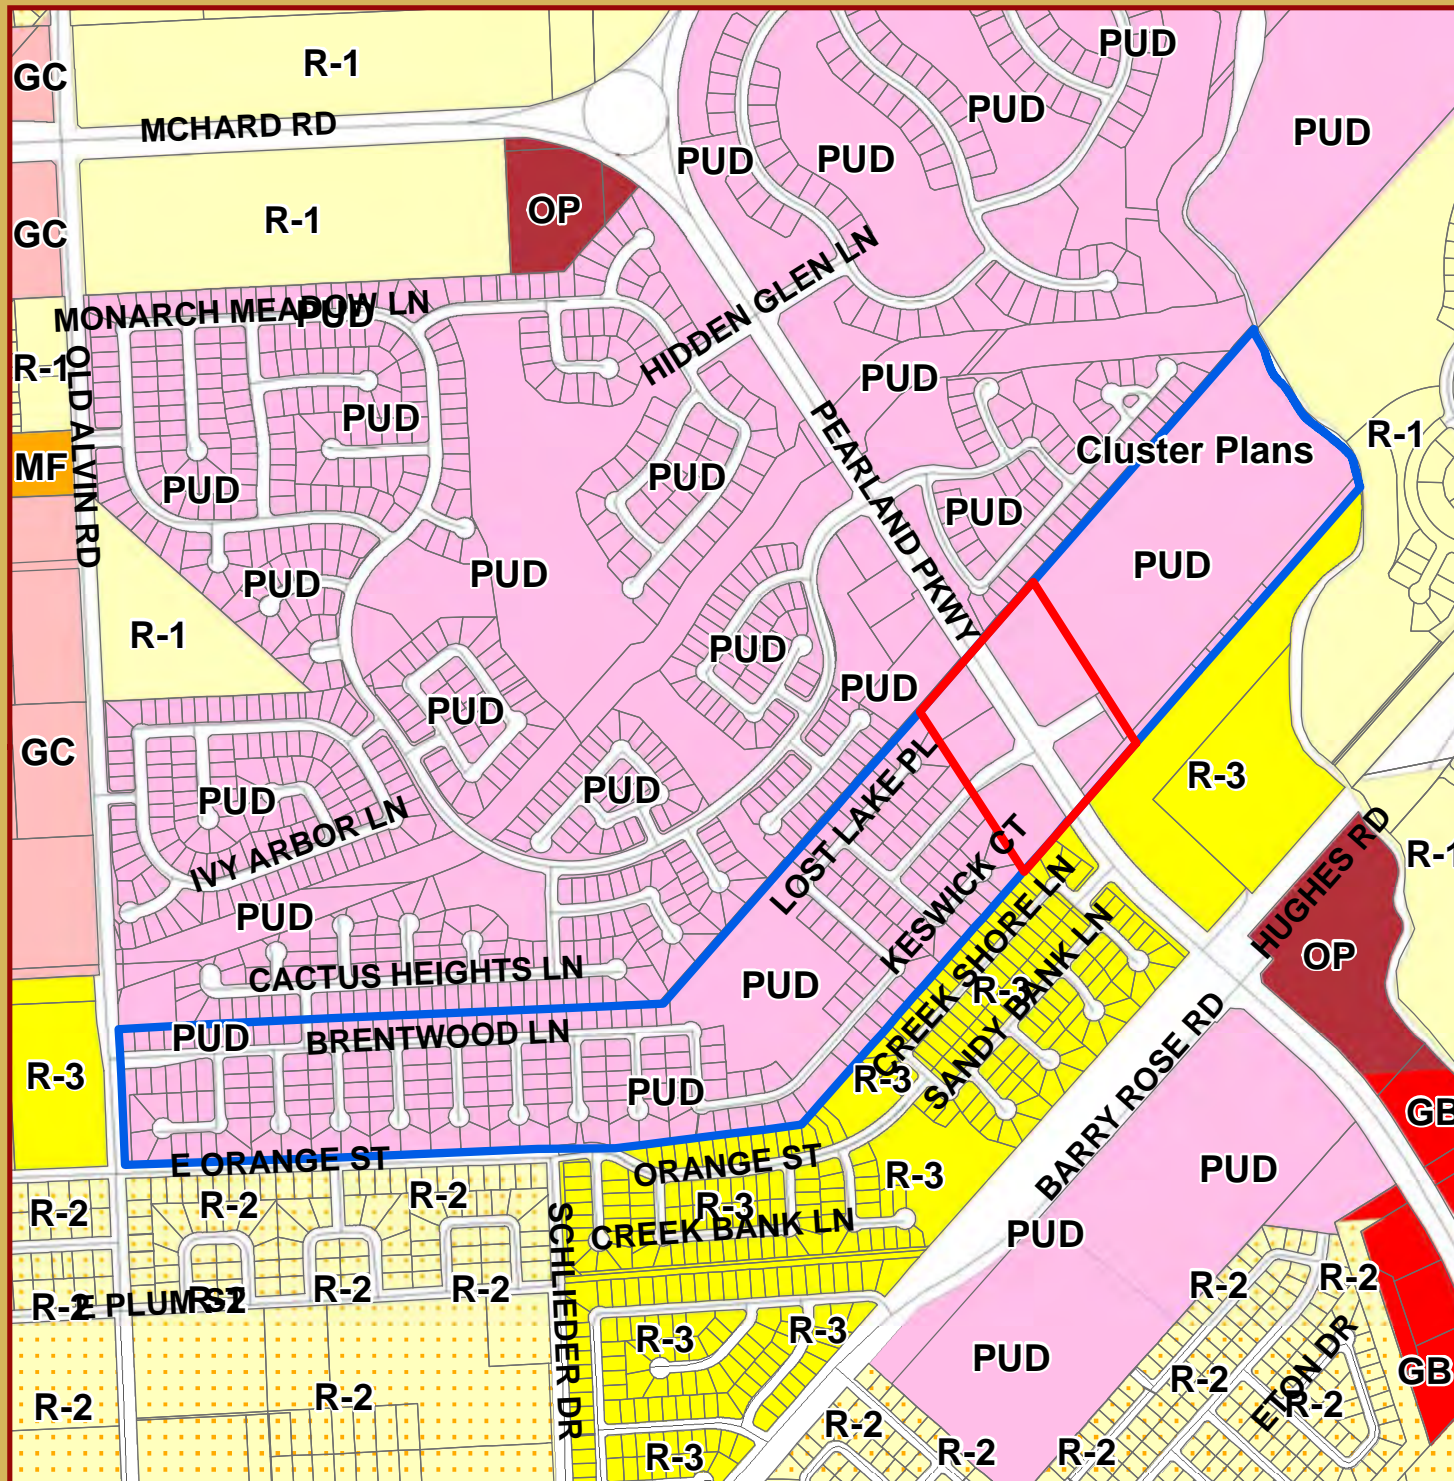 PUD
R-1
GC
PUD
MCHARD RD
PUD
PUD
PUD
OP
R-1
GC
HIDDEN GLEN LN
MONARCH MEADOW LN
PUD
R-1
OLD ALVIN RD
PUD
PUD
PEARLAND PKWY
Cluster Plans
R-1
MF
PUD
PUD
PUD
PUD
PUD
PUD
PUD
R-1
PUD
PUD
PUD
GC
LOST LAKE PL
R-3
PUD
PUD
IVY ARBOR LN
KESWICK CT
HUGHES RD
R-1
PUD
CREEK SHORE LN
SANDY BANK LN
OP
CACTUS HEIGHTS LN
PUD
R-3
PUD
BRENTWOOD LN
R-3
R-3
PUD
BARRY ROSE RD
GB
E ORANGE ST
ORANGE ST
R-3
PUD
R-2
R-2
R-2
R-3
CREEK BANK LN
PUD
SCHLIEDER DR
R-2
E PLUM ST
R-2
R-2
R-2
R-2
R-2
R-3
R-3
PUD
ETON DR
GB
R-2
R-2
R-2
R-2
R-2
R-3
R-2
R-2